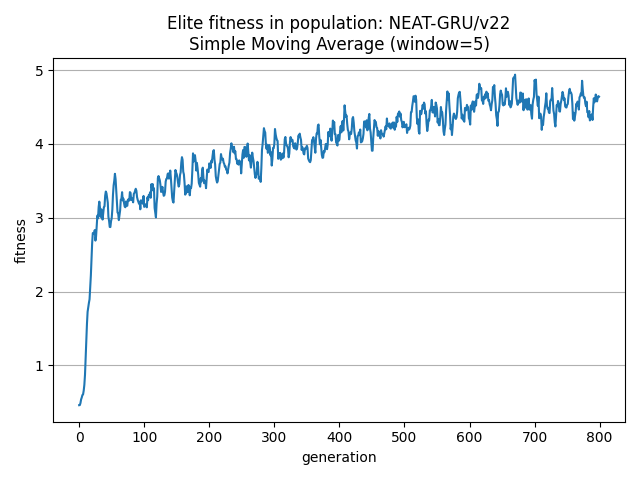 Elite fitness in population: NEAT-GRU/v22
Simple Moving Average (window=5)
5
4
3
2
1
fitness
0 100 200 300 400 500 600 700 800
generation